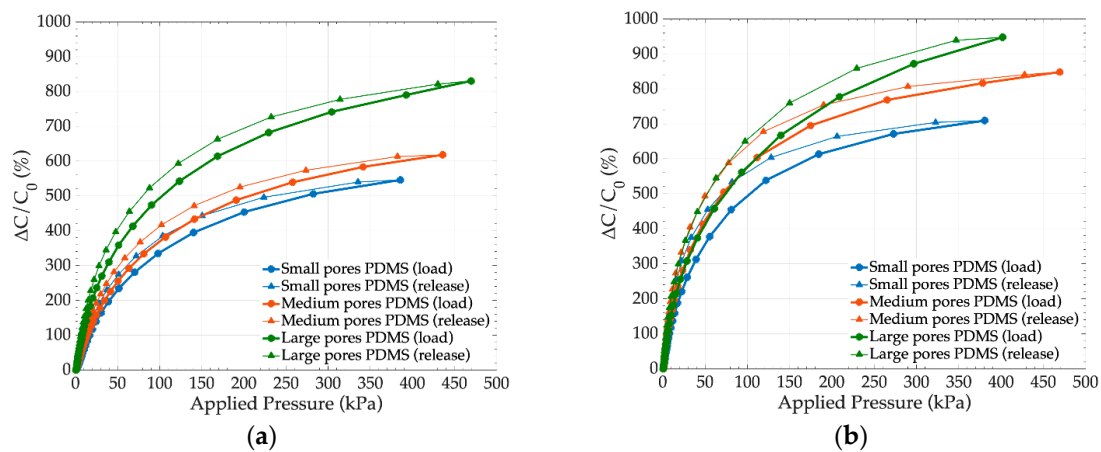 1000
900
800
700
600
500
400
300
200
100
0
ΔC/C0 (%)
Small pores PDMS (load)
Small pores PDMS (release)
Medium pores PDMS (load)
Medium pores PDMS (release)
Large pores PDMS (load)
Large pores PDMS (release)
0 50 100 150 200 250 300 350 400 450 500
Applied Pressure (kPa)
(a)
1000
900
800
700
600
500
400
300
200
100
0
ΔC/C0 (%)
Small pores PDMS (load)
Small pores PDMS (release)
Medium pores PDMS (load)
Medium pores PDMS (release)
Large pores PDMS (load)
Large pores PDMS (release)
0 50 100 150 200 250 300 350 400 450 500
Applied Pressure (kPa)
(b)